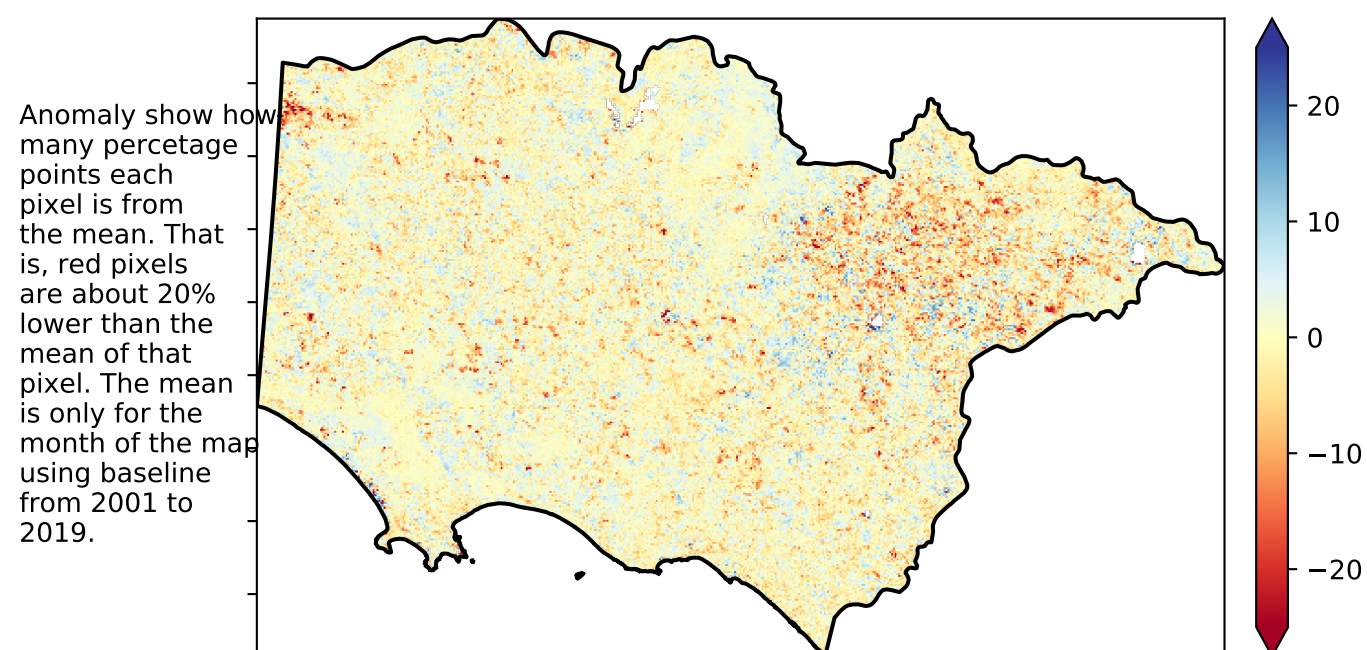 Anomaly show how
many percetage
points each
pixel is from
the mean. That
is, red pixels
are about 20%
lower than the
mean of that
pixel. The mean
is only for the
month of the map
using baseline
from 2001 to
2019.
20
10
0
−10
−20